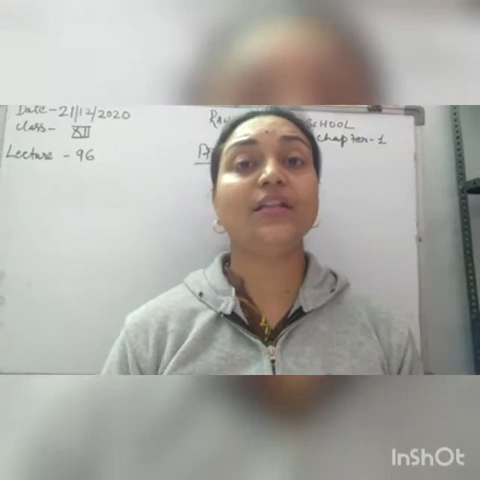 Date - 21/12/2020
Class - XII
SCHOOL
Chapter-1
Lecture - 96
InShOt